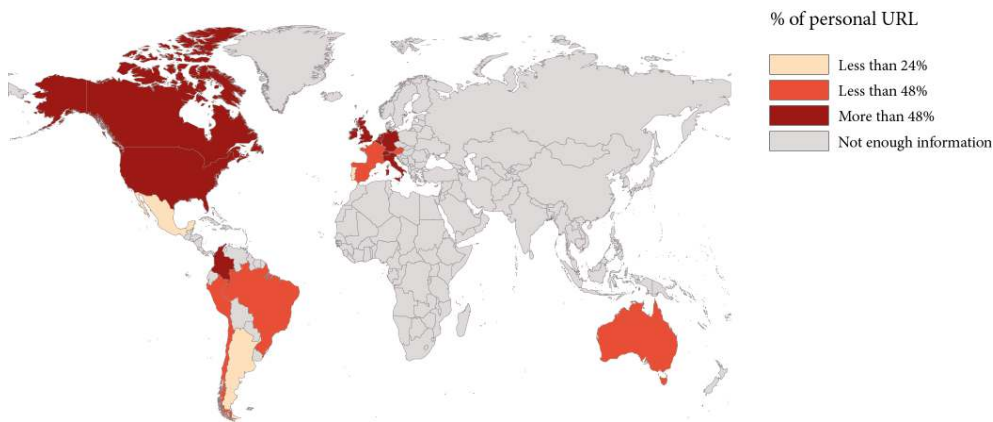 % of personal URL
Less than 24%
Less than 48%
More than 48%
Not enough information